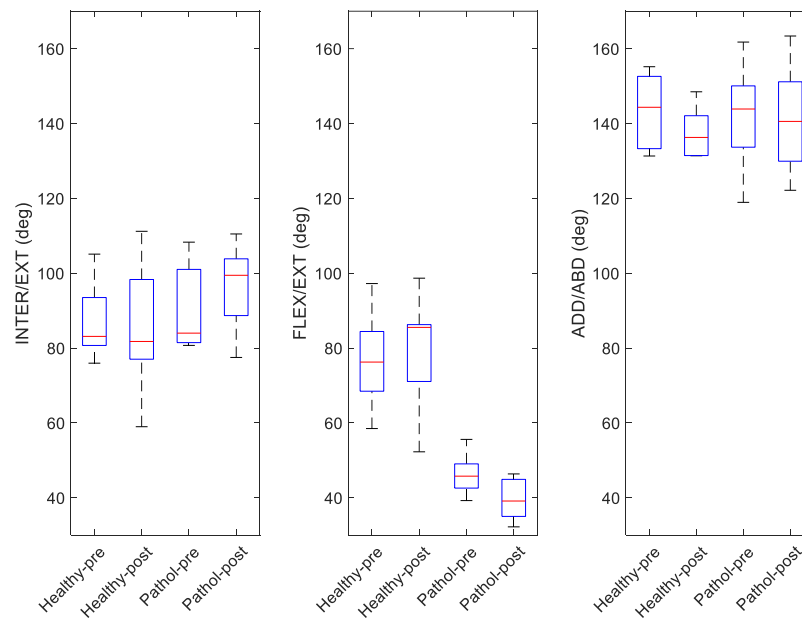 INTER/EXT (deg)
160
140
120
100
80
60
40
Healthy-pre
Healthy-post
Pathol-pre
Pathol-post
FLEX/EXT (deg)
160
140
120
100
80
60
40
Healthy-pre
Healthy-post
Pathol-pre
Pathol-post
ADD/ABD (deg)
160
140
120
100
80
60
40
Healthy-pre
Healthy-post
Pathol-pre
Pathol-post